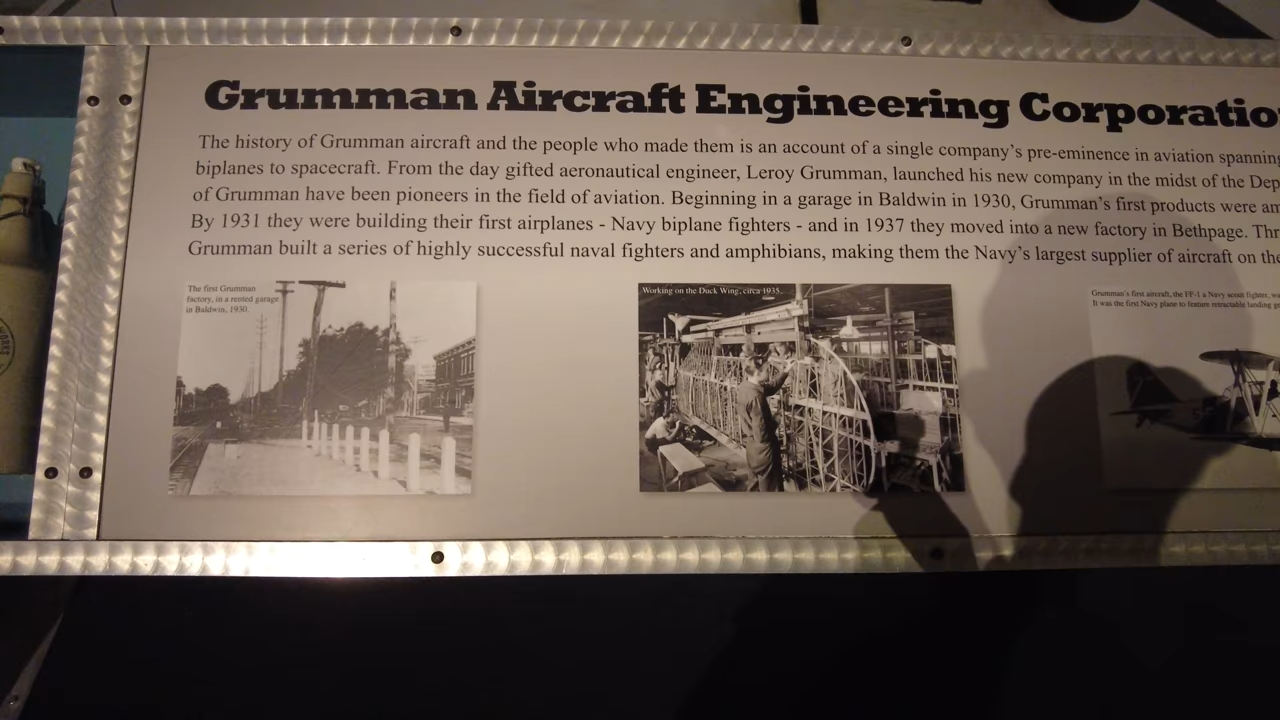 Grumman Aircraft Engineering Corporatio
The history of Grumman aircraft and the people who made them is an account of a single company's pre-eminence in aviation spanning
biplanes to spacecraft. From the day gifted aeronautical engineer, Leroy Grumman, launched his new company in the midst of the Dep
of Grumman have been pioneers in the field of aviation. Beginning in a garage in Baldwin in 1930, Grumman's first products were am
By 1931 they were building their first airplanes - Navy biplane fighters - and in 1937 they moved into a new factory in Bethpage. Thr
Grumman built a series of highly successful naval fighters and amphibians, making them the Navy's largest supplier of aircraft on the
The first Grumman
factory, in a rented garage
in Baldwin, 1930.
Working on the Duck Wing, circa 1935.
Grumman's first aircraft, the FF-1 a Navy scout fighter, w
It was the first Navy plane to feature retractable landing g